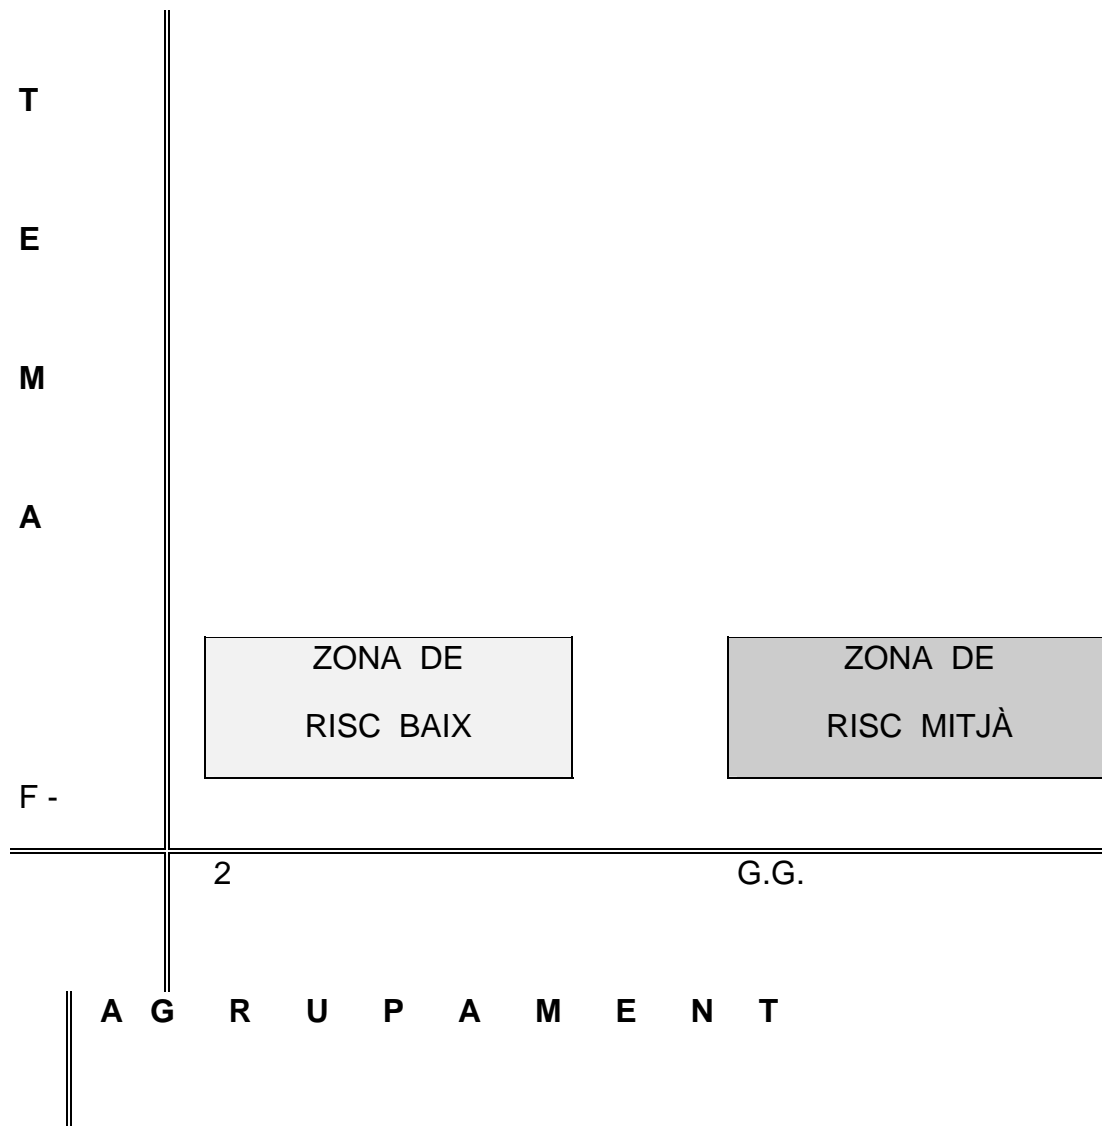 T
E
M
A
ZONA DE
RISC BAIX
ZONA DE
RISC MITJÀ
F -
2 G.G.
A G R U P A M E N T